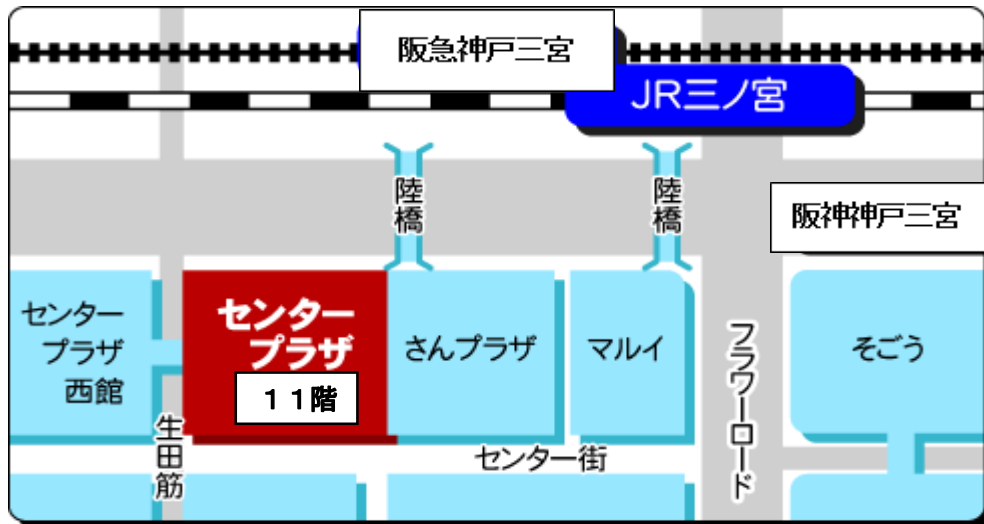 阪急神戸三宮
JR三ノ宮
陸橋
陸橋
阪神神戸三宮
センター
プラザ
西館
センター
プラザ
11階
さんプラザ
マルイ
フラワーロード
そごう
生田筋
センター街